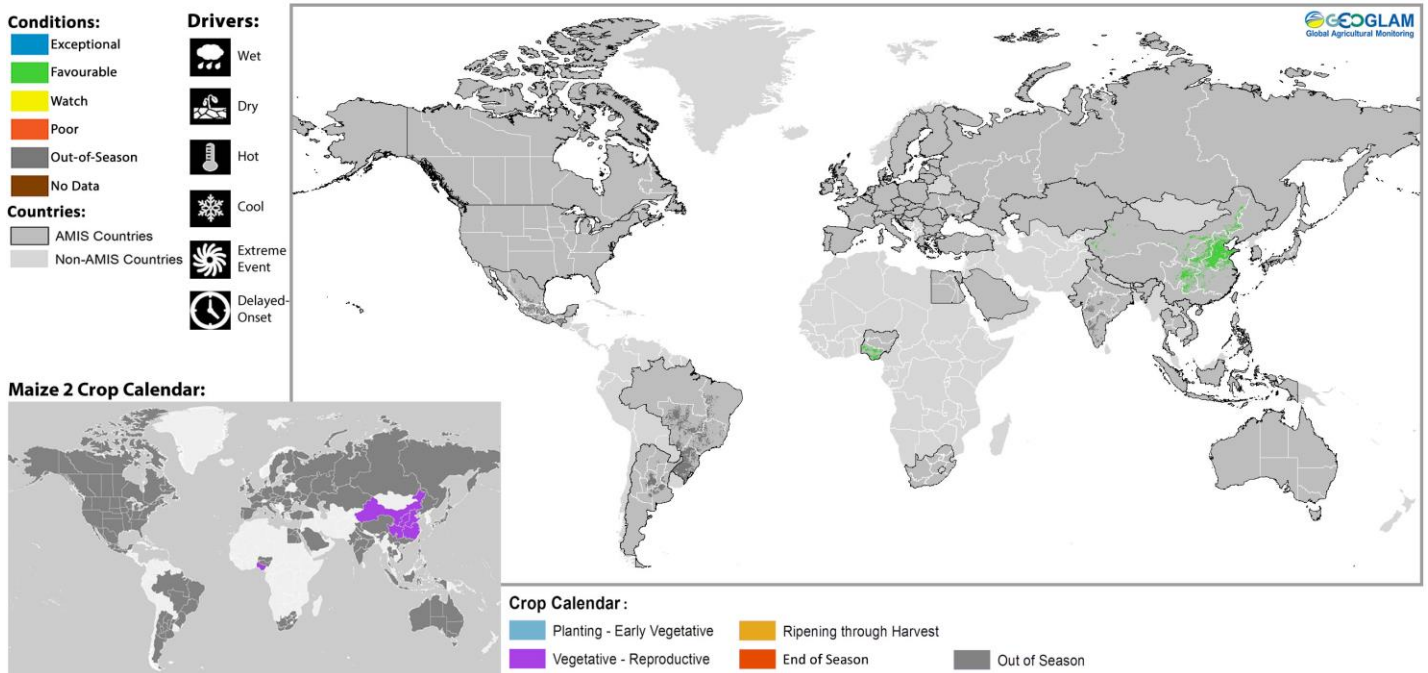 Conditions:
Exceptional
Favourable
Watch
Poor
Out-of-Season
No Data
Countries:
AMIS Countries
Non-AMIS Countries
Drivers:
Wet
Dry
Hot
Cool
Extreme
Event
Delayed-
Onset
GEOGLAM
Global Agricultural Monitoring
Maize 2 Crop Calendar:
Crop Calendar :
Planting - Early Vegetative
Vegetative - Reproductive
Ripening through Harvest
End of Season
Out of Season